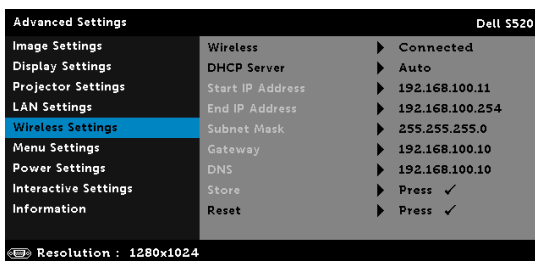 Advanced Settings Dell S520
Image Settings Wireless Connected
Display Settings DHCP Server Auto
Projector Settings Start IP Address 192.168.100.11
LAN Settings End IP Address 192.168.100.254
Wireless Settings Subnet Mask 255.255.255.0
Menu Settings Gateway 192.168.100.10
Power Settings DNS 192.168.100.10
Interactive Settings Store Press ✓
Information Reset Press ✓
Resolution : 1280x1024